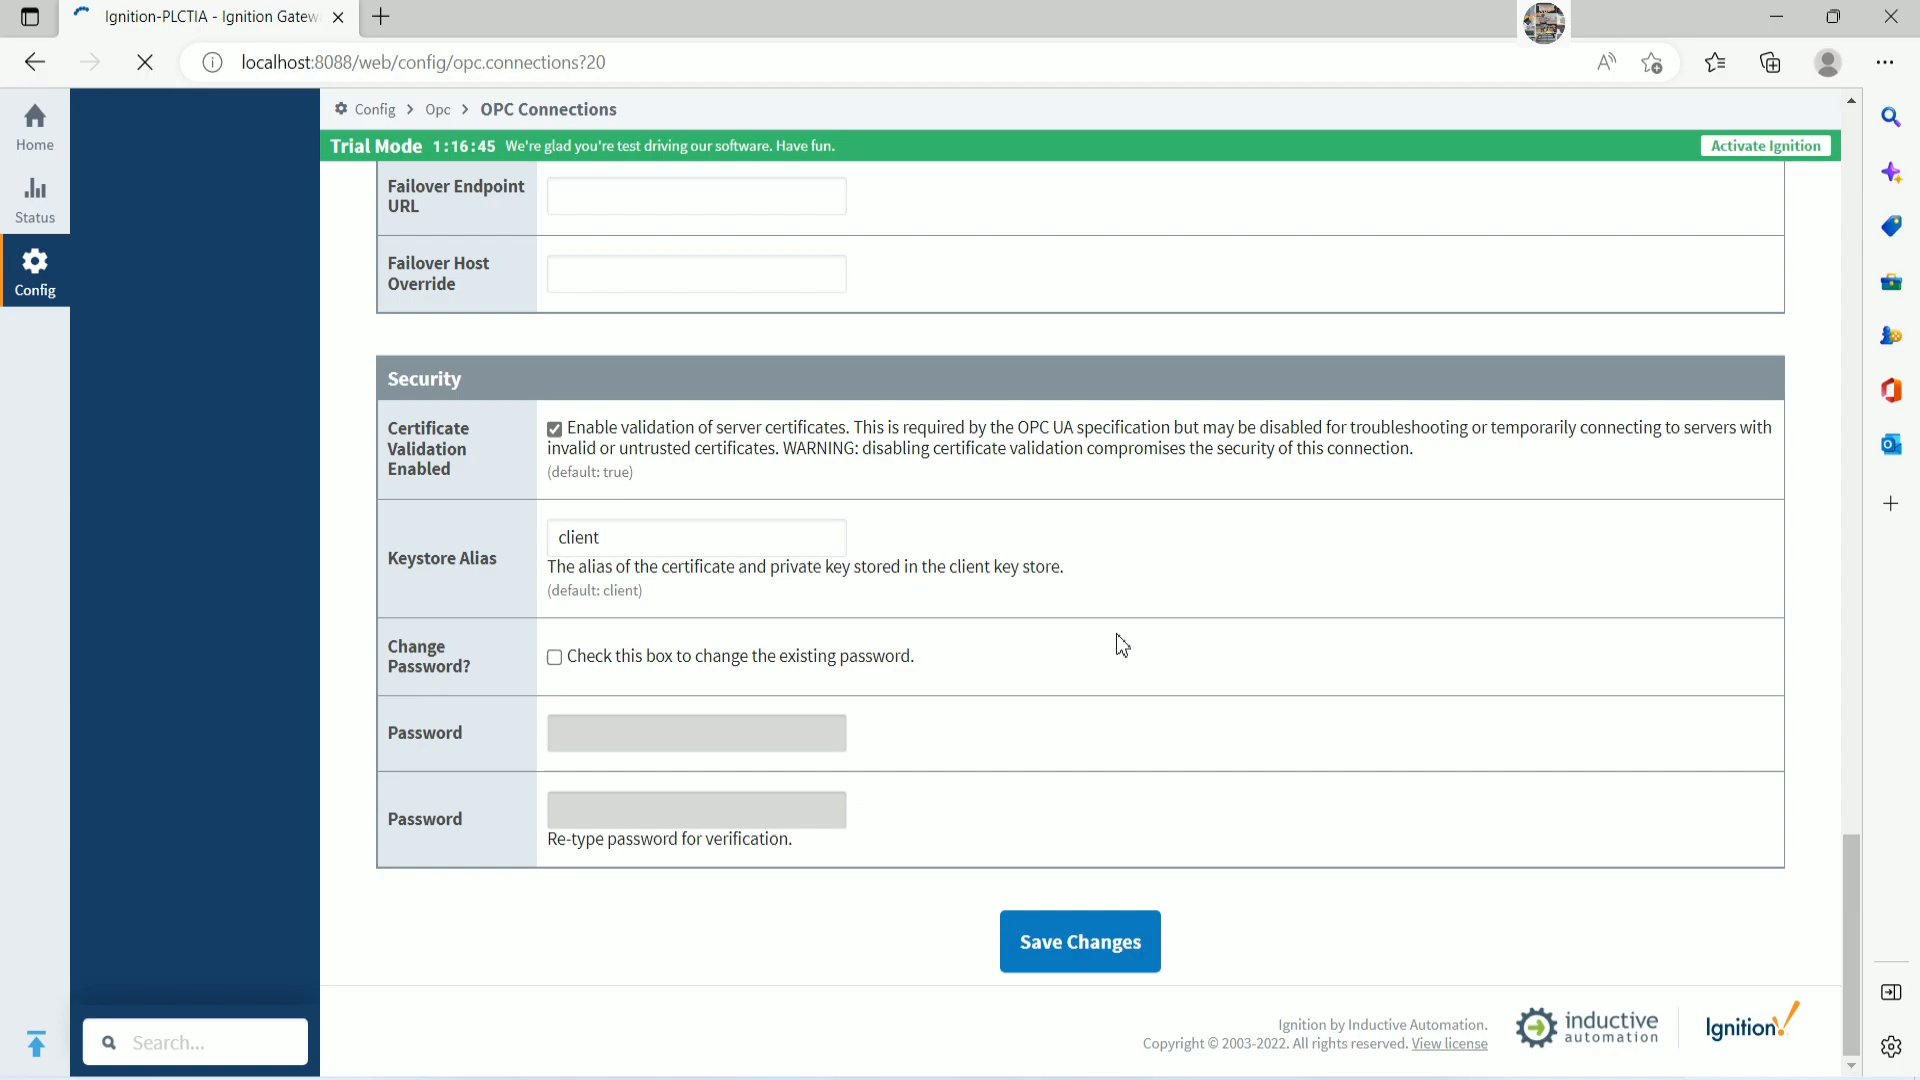 Ignition-PLCTIA - Ignition Gatew
localhost:8088/web/config/opc.connections?20
Home
Status
Config
Config > Opc > OPC Connections
Trial Mode 1:16:45 We're glad you're test driving our software. Have fun.
Activate Ignition
Failover Endpoint
URL
Failover Host
Override
Security
Certificate
Validation
Enabled
Enable validation of server certificates. This is required by the OPC UA specification but may be disabled for troubleshooting or temporarily connecting to servers with
invalid or untrusted certificates. WARNING: disabling certificate validation compromises the security of this connection.
(default: true)
Keystore Alias
client
The alias of the certificate and private key stored in the client key store.
(default: client)
Change
Password?
Check this box to change the existing password.
Password
Password
Re-type password for verification.
Save Changes
Search...
Ignition by Inductive Automation.
Copyright © 2003-2022. All rights reserved. View license
inductive
automation
Ignition!